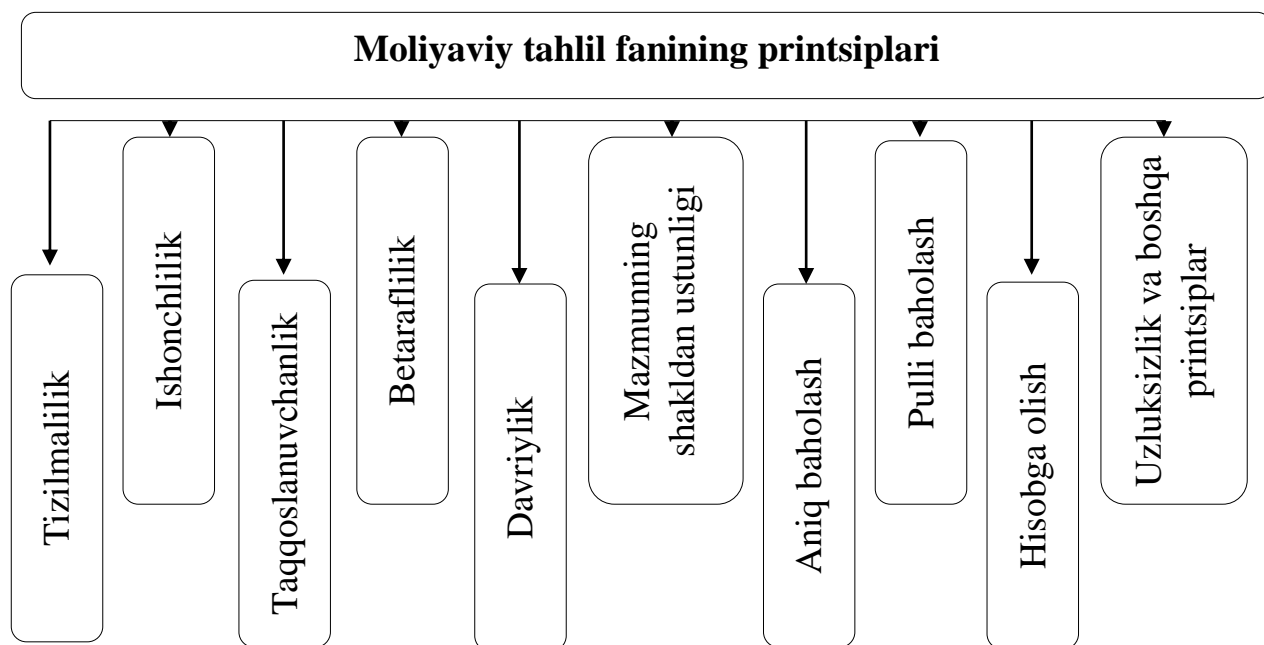 Moliyaviy tahlil fanining printsiplari
Tizilmalilik
Ishonchlilik
Taqqoslanuvchanlik
Betaraflilik
Davriylik
Mazmunning
shakldan ustunligi
Aniq baholash
Pulli baholash
Hisobga olish
Uzluksizlik va boshqa
printsiplar